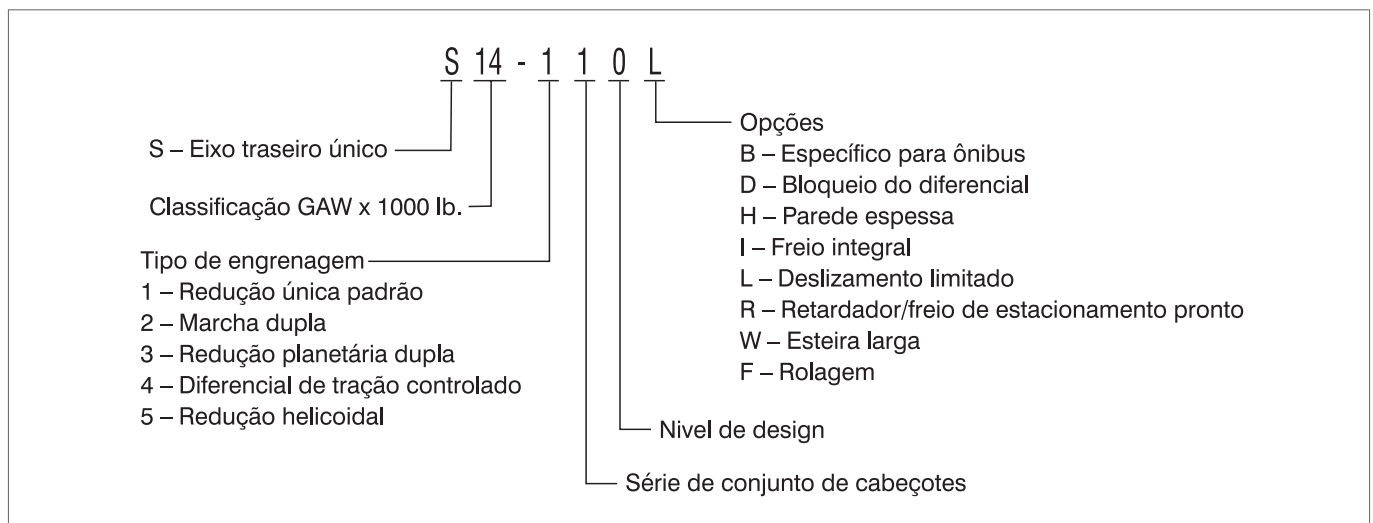 S 14 - 1 1 0 L
S – Eixo traseiro único
Classificação GAW x 1000 lb.
Tipo de engrenagem
1 – Redução única padrão
2 – Marcha dupla
3 – Redução planetária dupla
4 – Diferencial de tração controlado
5 – Redução helicoidal
Opções
B – Específico para ônibus
D – Bloqueio do diferencial
H – Parede espessa
I – Freio integral
L – Deslizamento limitado
R – Retardador/freio de estacionamento pronto
W – Esteira larga
F – Rolagem
Nivel de design
Série de conjunto de cabeçotes